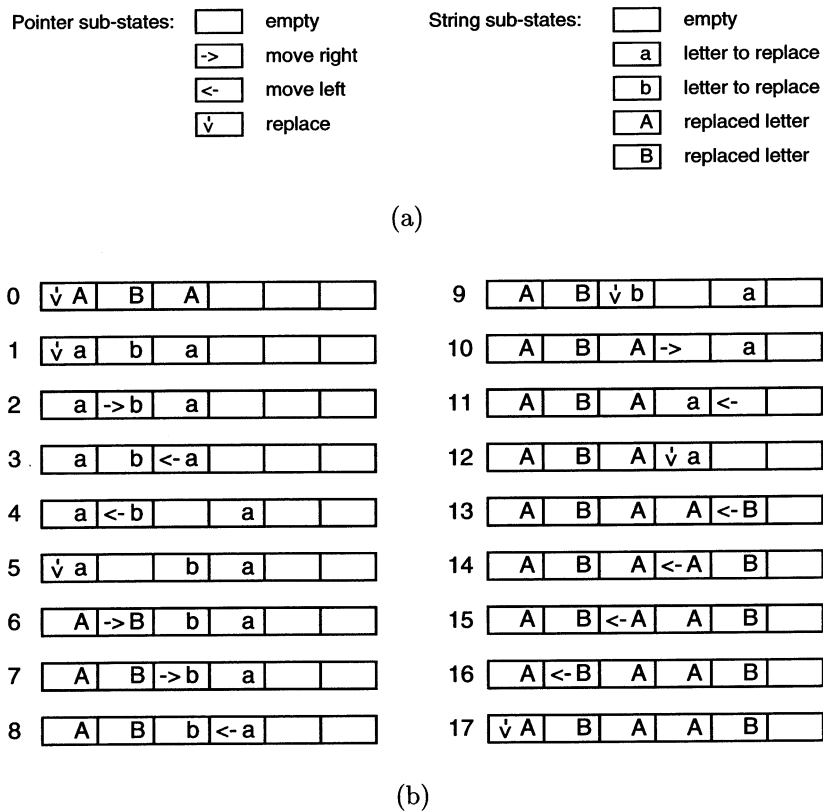 Pointer sub-states: empty
-> move right
<- move left
v replace
String sub-states: empty
a letter to replace
b letter to replace
A replaced letter
B replaced letter
(a)
0 v A B A
1 v a b a
2 a -> b a
3 a b <- a
4 a <- b a
5 v a b a
6 A -> B b a
7 A B -> b a
8 A B b <- a
9 A B v b a
10 A B A -> a
11 A B A a <-
12 A B A v a
13 A B A A <- B
14 A B A <- A B
15 A B <- A A B
16 A <- B A A B
17 v A B A A B
(b)